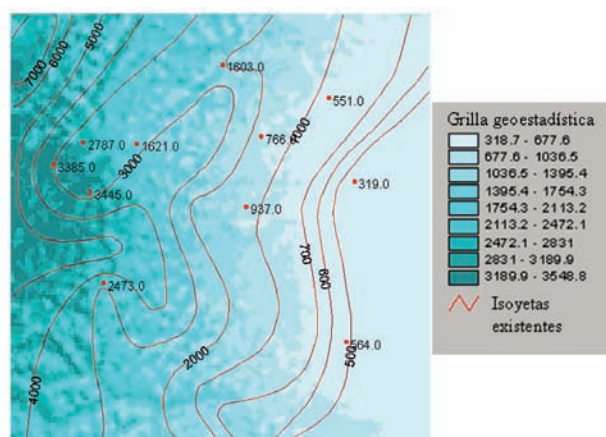 5000
6000
7000
1603.0
551.0
1000
766.
2787.0
1621.0
3000
3385.0
3445.0
319.0
937.0
700
600
2473.0
2000
564.0
500
4000
Grilla geoestadística
318.7 - 677.6
677.6 - 1036.5
1036.5 - 1395.4
1395.4 - 1754.3
1754.3 - 2113.2
2113.2 - 2472.1
2472.1 - 2831
2831 - 3189.9
3189.9 - 3548.8
Isoyetas
existentes